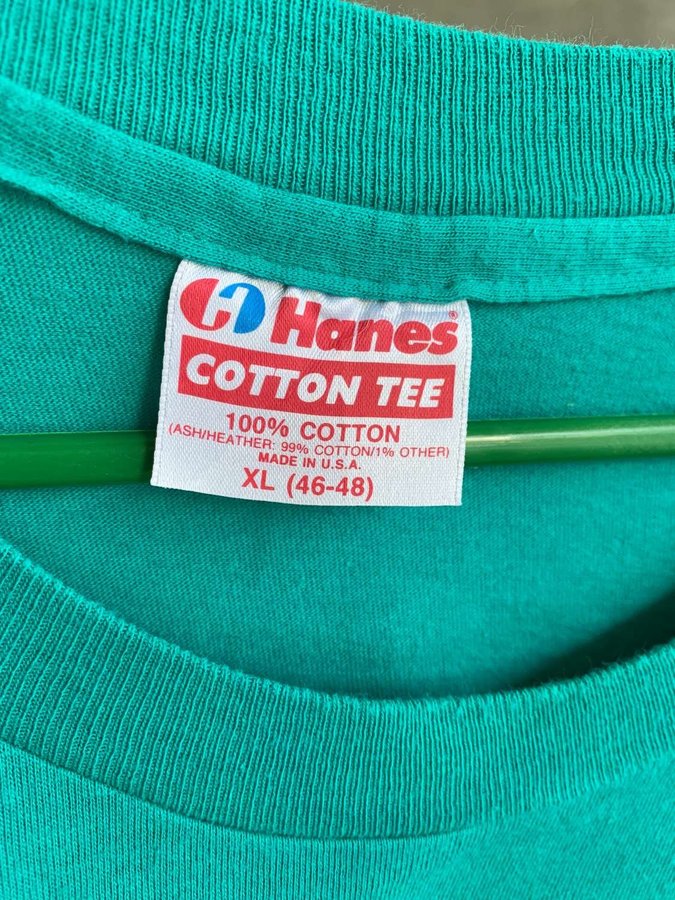 Hanes®
COTTON TEE
100% COTTON
(ASH/HEATHER: 99% COTTON/1% OTHER)
MADE IN U.S.A.
XL (46-48)